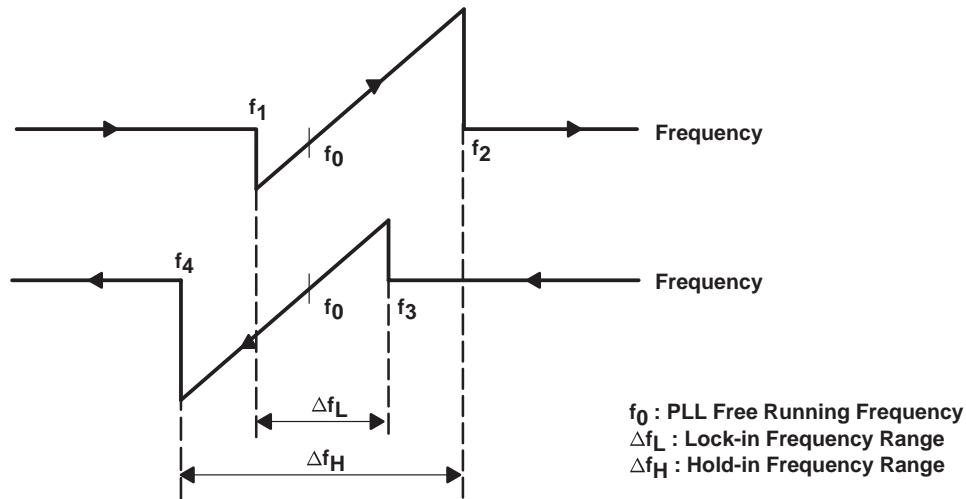 f1
f0
f2
Frequency
f4
f0
f3
Frequency
ΔfL
ΔfH
f0 : PLL Free Running Frequency
ΔfL : Lock-in Frequency Range
ΔfH : Hold-in Frequency Range